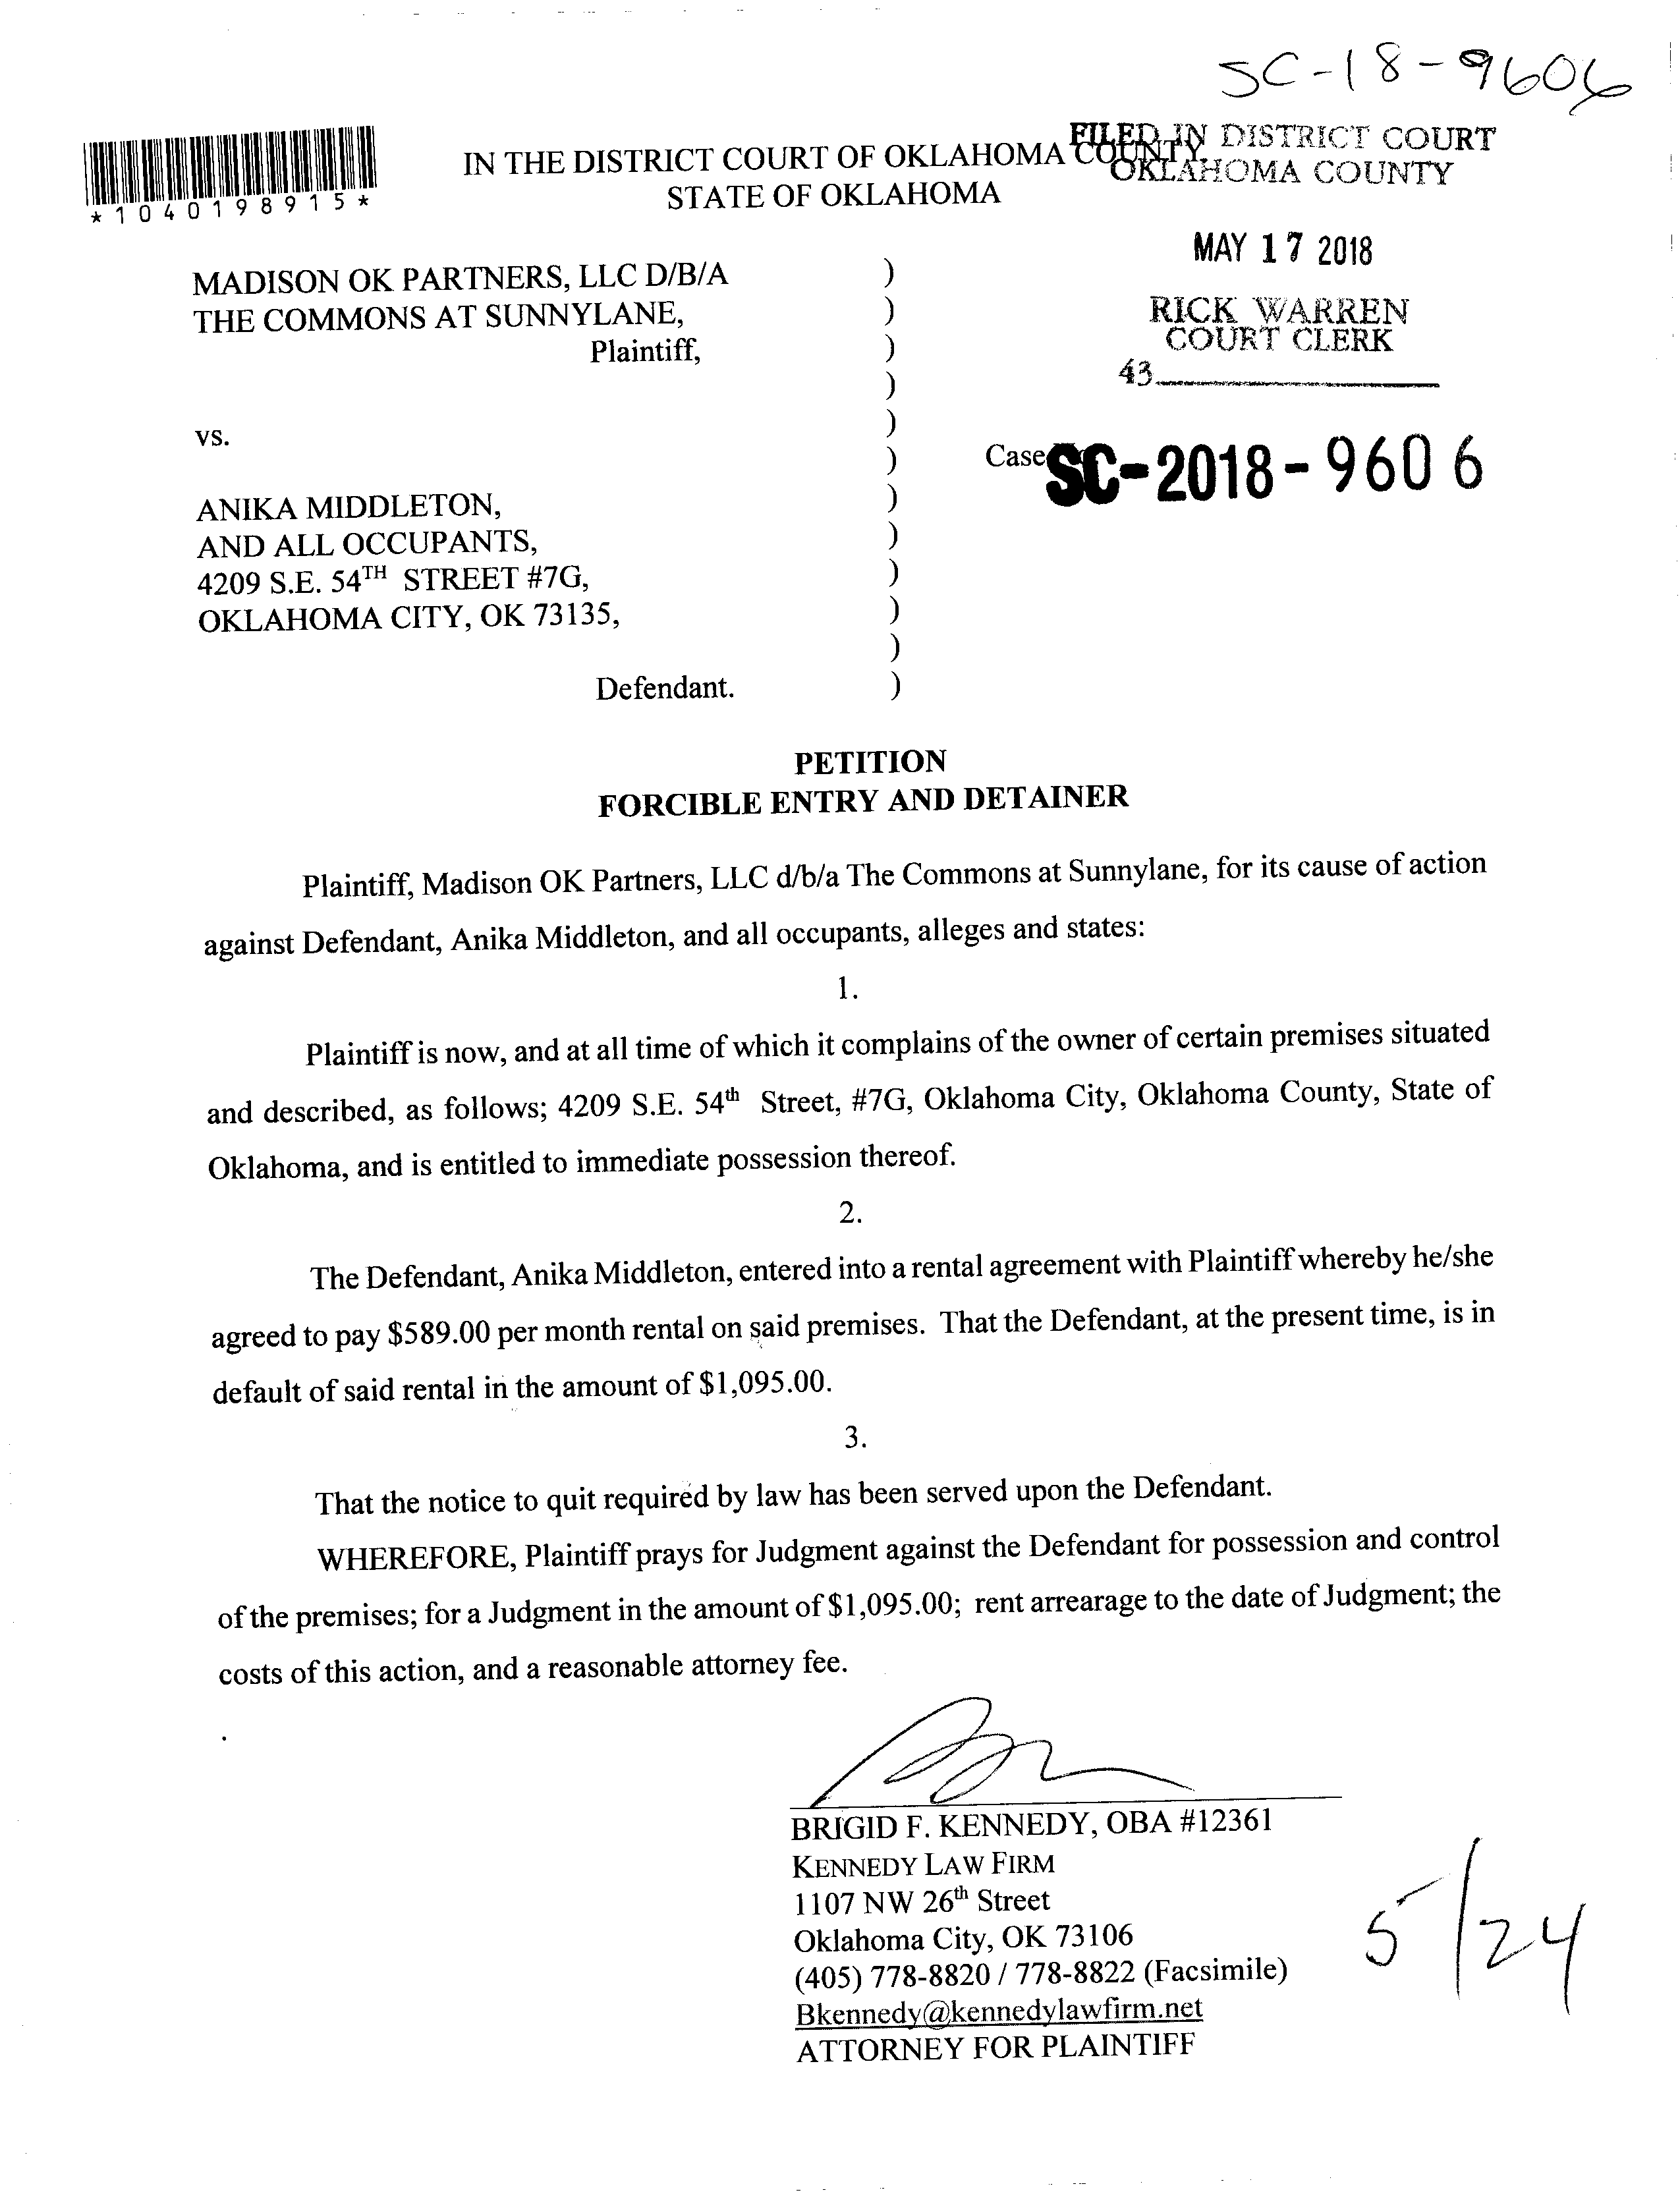 SC-18-9606
*1040198915*
IN THE DISTRICT COURT OF OKLAHOMA COUNTY
STATE OF OKLAHOMA
FILED IN DISTRICT COURT
OKLAHOMA COUNTY
MAY 17 2018
RICK WARREN
COURT CLERK
43
MADISON OK PARTNERS, LLC D/B/A )
THE COMMONS AT SUNNYLANE, )
Plaintiff, )
)
)
vs. )
Case SC-2018-9606
)
ANIKA MIDDLETON, )
AND ALL OCCUPANTS, )
4209 S.E. 54TH STREET #7G, )
OKLAHOMA CITY, OK 73135, )
)
Defendant. )
PETITION
FORCIBLE ENTRY AND DETAINER
Plaintiff, Madison OK Partners, LLC d/b/a The Commons at Sunnylane, for its cause of action
against Defendant, Anika Middleton, and all occupants, alleges and states:
1.
Plaintiff is now, and at all time of which it complains of the owner of certain premises situated
and described, as follows; 4209 S.E. 54th Street, #7G, Oklahoma City, Oklahoma County, State of
Oklahoma, and is entitled to immediate possession thereof.
2.
The Defendant, Anika Middleton, entered into a rental agreement with Plaintiff whereby he/she
agreed to pay $589.00 per month rental on said premises. That the Defendant, at the present time, is in
default of said rental in the amount of $1,095.00.
3.
That the notice to quit required by law has been served upon the Defendant.
WHEREFORE, Plaintiff prays for Judgment against the Defendant for possession and control
of the premises; for a Judgment in the amount of $1,095.00; rent arrearage to the date of Judgment; the
costs of this action, and a reasonable attorney fee.
BRIGID F. KENNEDY, OBA #12361
KENNEDY LAW FIRM
1107 NW 26th Street
Oklahoma City, OK 73106
(405) 778-8820 / 778-8822 (Facsimile)
Bkennedy@kennedylawfirm.net
ATTORNEY FOR PLAINTIFF
5/24